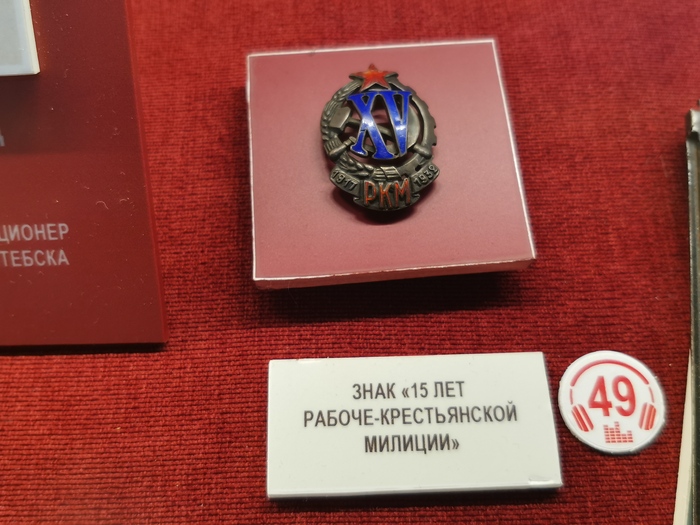 XV
1917 1932
РКМ
ЦИОНЕР
ТЕБСКА
ЗНАК «15 ЛЕТ
РАБОЧЕ-КРЕСТЬЯНСКОЙ
МИЛИЦИИ»
49